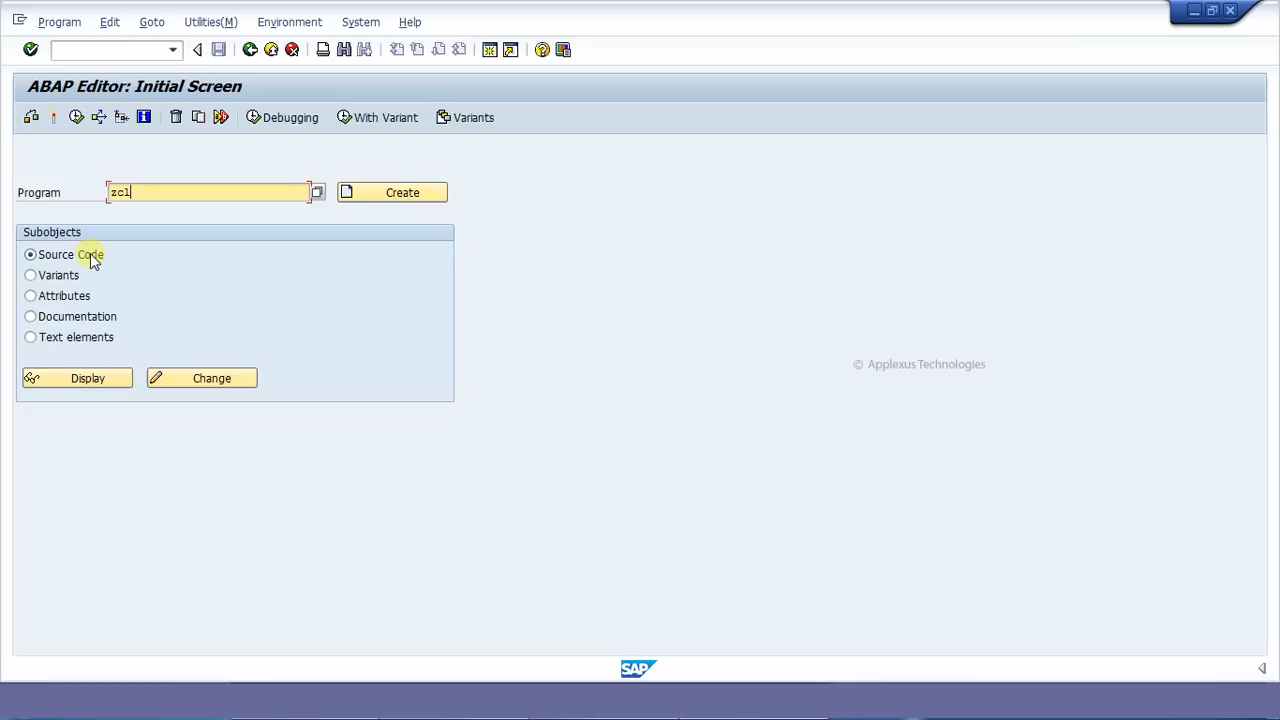 Program Edit Goto Utilities(M) Environment System Help
ABAP Editor: Initial Screen
Debugging With Variant Variants
Program zcl Create
Subobjects
Source Code
Variants
Attributes
Documentation
Text elements
Display Change
© Applexus Technologies
SAP